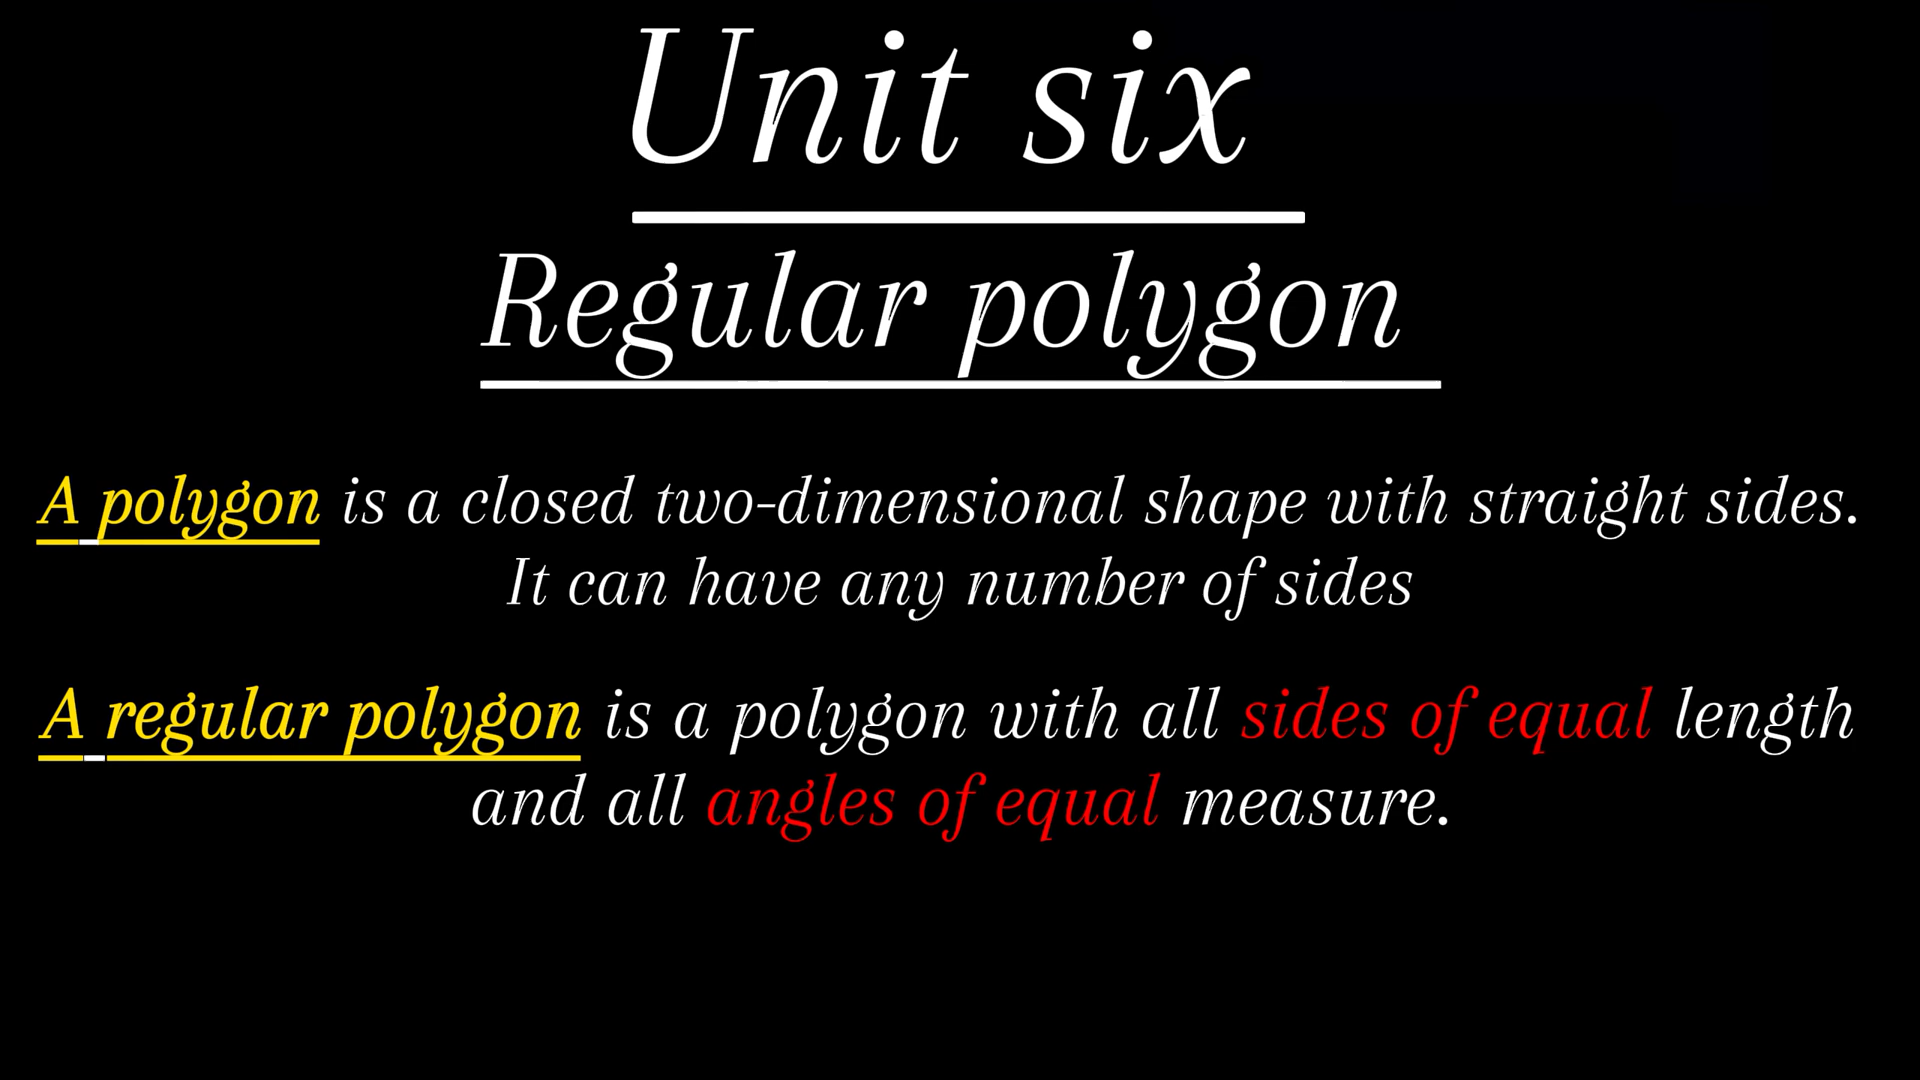 Unit six
Regular polygon
A polygon is a closed two-dimensional shape with straight sides.
It can have any number of sides
A regular polygon is a polygon with all sides of equal length
and all angles of equal measure.